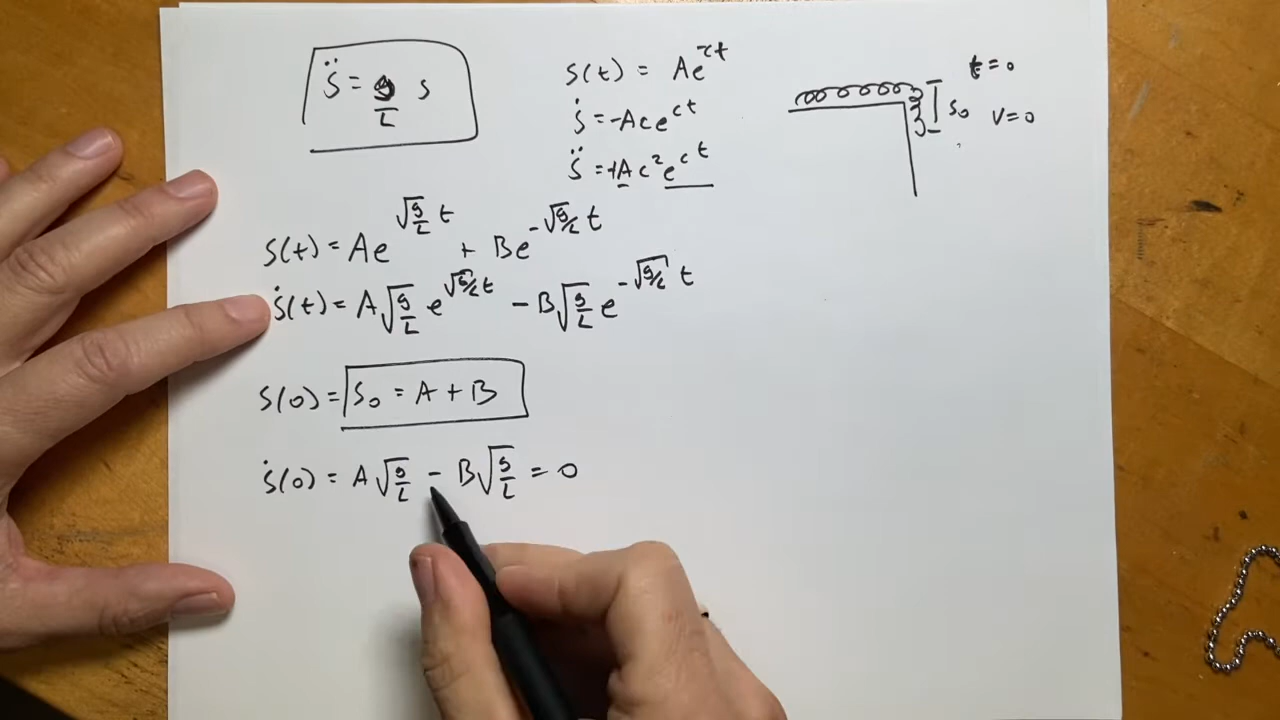 s̈ = g/L s
s(t) = Ae^ct
ṡ = -Ace^ct
s̈ = +Ac²e^ct
t=0
s₀ v=0
s(t) = Ae^√(g/L) t + Be^-√(g/L) t
ṡ(t) = A√(g/L) e^√(g/L) t - B√(g/L) e^-√(g/L) t
s(0) = s₀ = A + B
ṡ(0) = A√(g/L) - B√(g/L) = 0